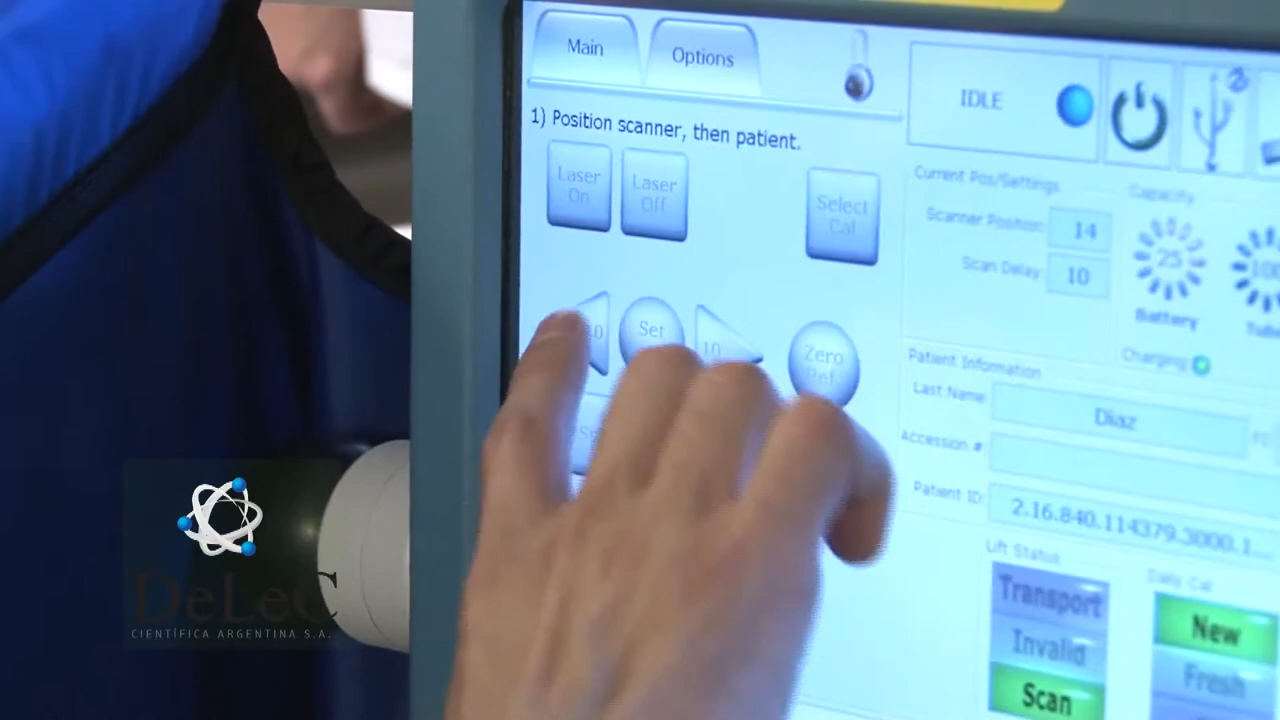 Main
Options
IDLE
1) Position scanner, then patient.
Laser On
Laser Off
Select Cal
Current Pos/Settings
Scanner Position:
14
Scan Delay:
10
Capacity
25
Battery
Charging
Set
10
Zero
Patient Information
Last Name
Diaz
Accession #
Patient ID:
2.16.840.114379.3000.1...
Lift Status
Transport
Invalid
Scan
Daily Cal
New
Fresh
DeLeC
CIENTÍFICA ARGENTINA S.A.